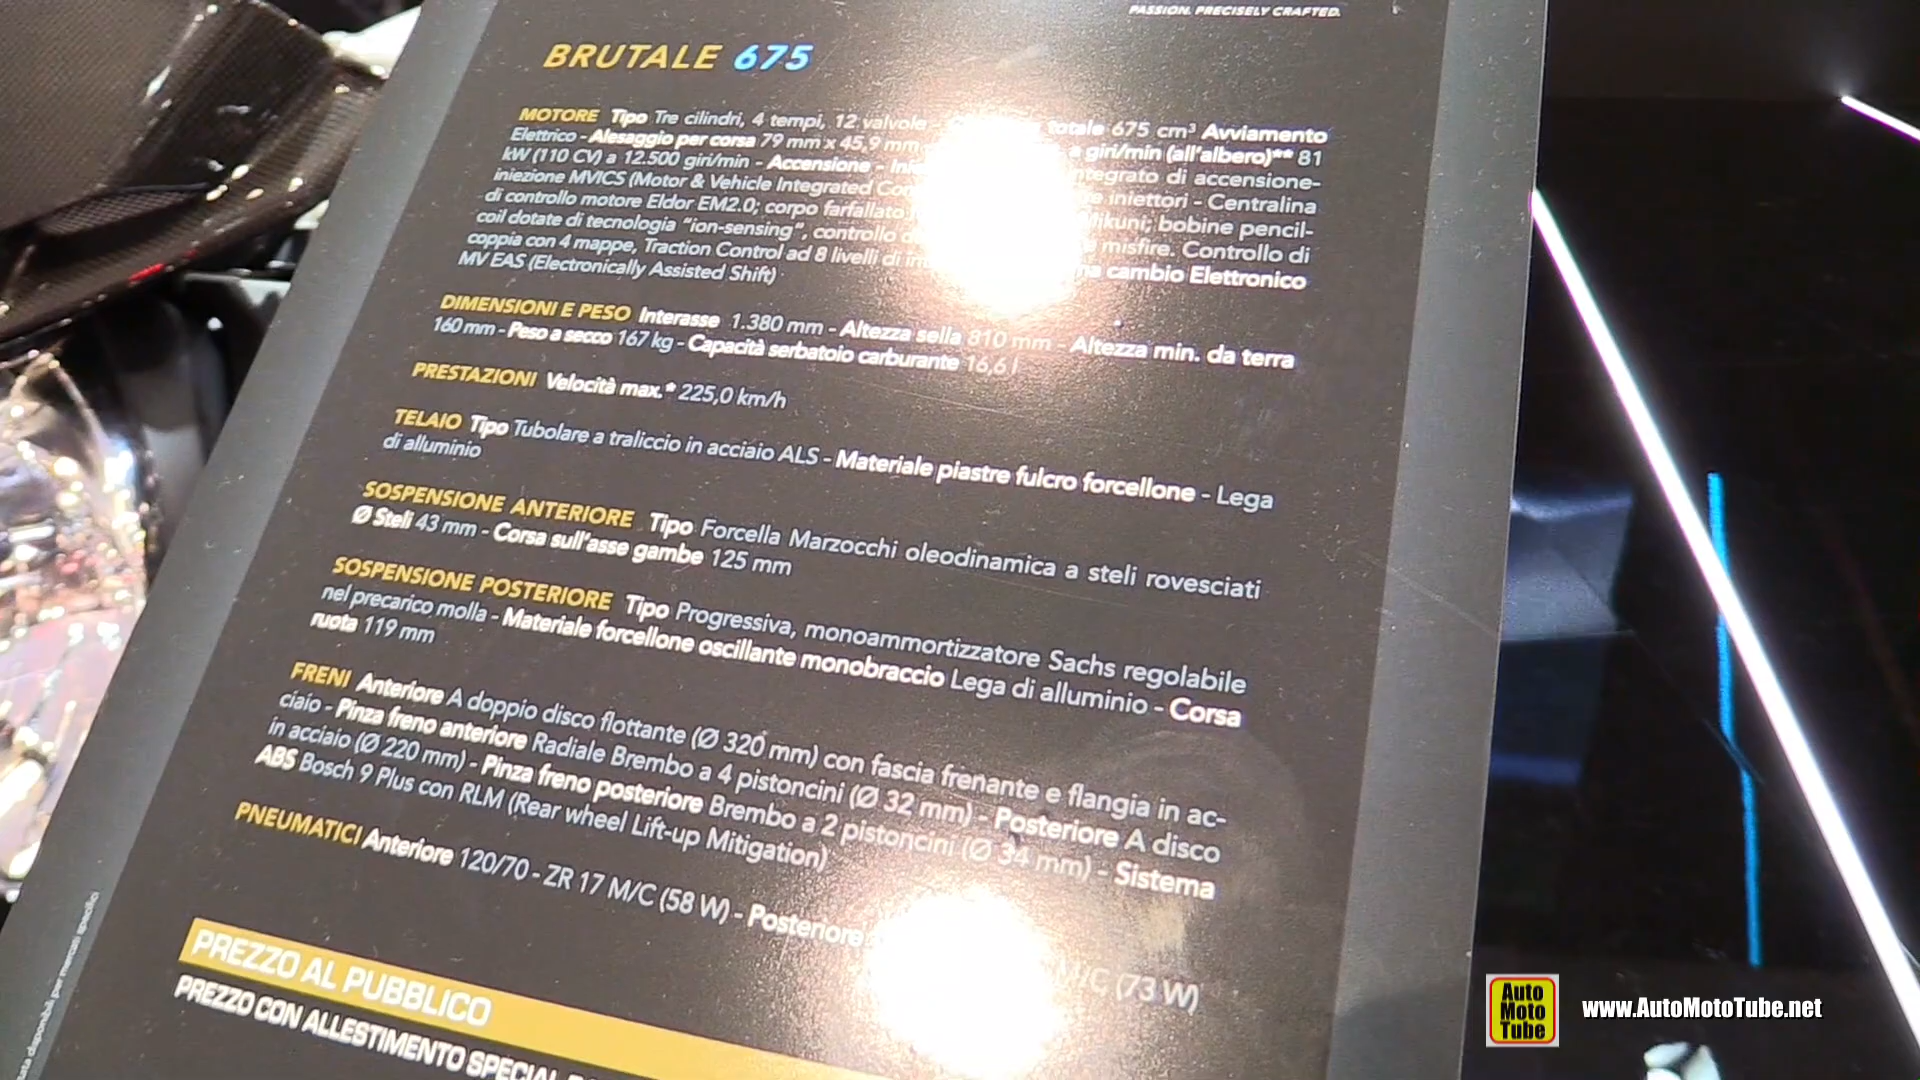 PASSION. PRECISELY CRAFTED.
BRUTALE 675
MOTORE Tipo Tre cilindri, 4 tempi, 12 valvole - totale 675 cm³ Avviamento
Elettrico - Alesaggio per corsa 79 mm x 45,9 mm a giri/min (all'albero)** 81
kW (110 CV) a 12.500 giri/min - Accensione - integrato di accensione-
iniezione MVICS (Motor & Vehicle Integrated iniettori - Centralina
di controllo motore Eldor EM2.0; corpo farfallato Mikuni; bobine pencil-
coil dotate di tecnologia "ion-sensing", controllo misfire. Controllo di
coppia con 4 mappe, Traction Control ad 8 livelli di cambio Elettronico
MV EAS (Electronically Assisted Shift)
DIMENSIONI E PESO Interasse 1.380 mm - Altezza sella 810 mm - Altezza min. da terra
160 mm - Peso a secco 167 kg - Capacità serbatoio carburante 16,6 l
PRESTAZIONI Velocità max.* 225,0 km/h
TELAIO Tipo Tubolare a traliccio in acciaio ALS - Materiale piastre fulcro forcellone - Lega
di alluminio
SOSPENSIONE ANTERIORE Tipo Forcella Marzocchi oleodinamica a steli rovesciati
Ø Steli 43 mm - Corsa sull'asse gambe 125 mm
SOSPENSIONE POSTERIORE Tipo Progressiva, monoammortizzatore Sachs regolabile
nel precarico molla - Materiale forcellone oscillante monobraccio Lega di alluminio - Corsa
ruota 119 mm
FRENI Anteriore A doppio disco flottante (Ø 320 mm) con fascia frenante e flangia in ac-
ciaio - Pinza freno anteriore Radiale Brembo a 4 pistoncini (Ø 32 mm) - Posteriore A disco
in acciaio (Ø 220 mm) - Pinza freno posteriore Brembo a 2 pistoncini (Ø 34 mm) - Sistema
ABS Bosch 9 Plus con RLM (Rear wheel Lift-up Mitigation)
PNEUMATICI Anteriore 120/70 - ZR 17 M/C (58 W) - Posteriore M/C (73 W)
PREZZO AL PUBBLICO
PREZZO CON ALLESTIMENTO SPECIAL
disponibili per mercati specifici
Auto
Moto
Tube
www.AutoMotoTube.net